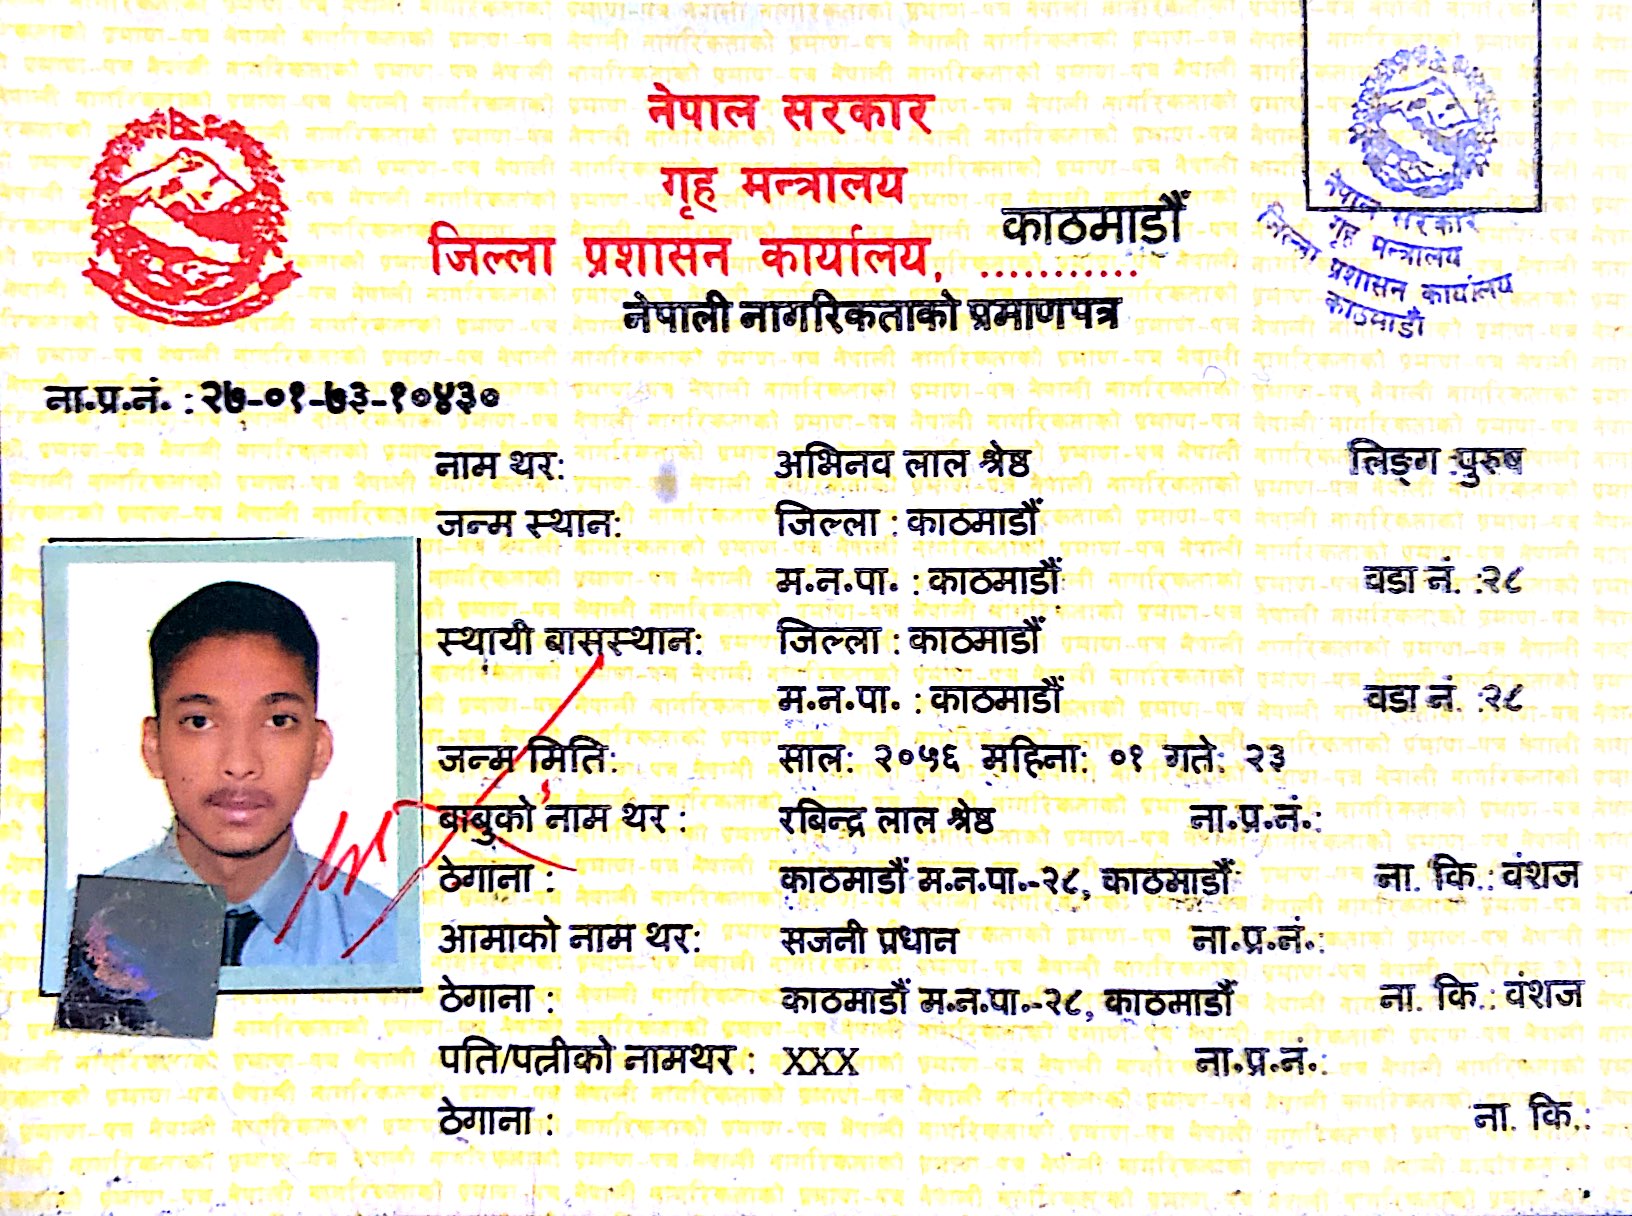 नेपाल सरकार
गृह मन्त्रालय
जिल्ला प्रशासन कार्यालय, ........... काठमाडौं
नेपाली नागरिकताको प्रमाणपत्र
नेपाल सरकार
गृह मन्त्रालय
जिल्ला प्रशासन कार्यालय
काठमाडौं
ना.प्र.नं. : २७-०१-७३-१०४३०
नाम थर: अभिनव लाल श्रेष्ठ लिङ्ग :पुरुष
जन्म स्थान: जिल्ला : काठमाडौं
म.न.पा. : काठमाडौं वडा नं. :२८
स्थायी बासस्थान: जिल्ला : काठमाडौं
म.न.पा. : काठमाडौं वडा नं. :२८
जन्म मिति: साल: २०५६ महिना: ०१ गते: २३
बाबुको नाम थर : रबिन्द्र लाल श्रेष्ठ ना.प्र.नं.:
ठेगाना : काठमाडौं म.न.पा.-२८, काठमाडौं ना. कि.: वंशज
आमाको नाम थर: सजनी प्रधान ना.प्र.नं.:
ठेगाना : काठमाडौं म.न.पा.-२८, काठमाडौं ना. कि.: वंशज
पति/पत्नीको नामथर : XXX ना.प्र.नं.:
ठेगाना : ना. कि.: